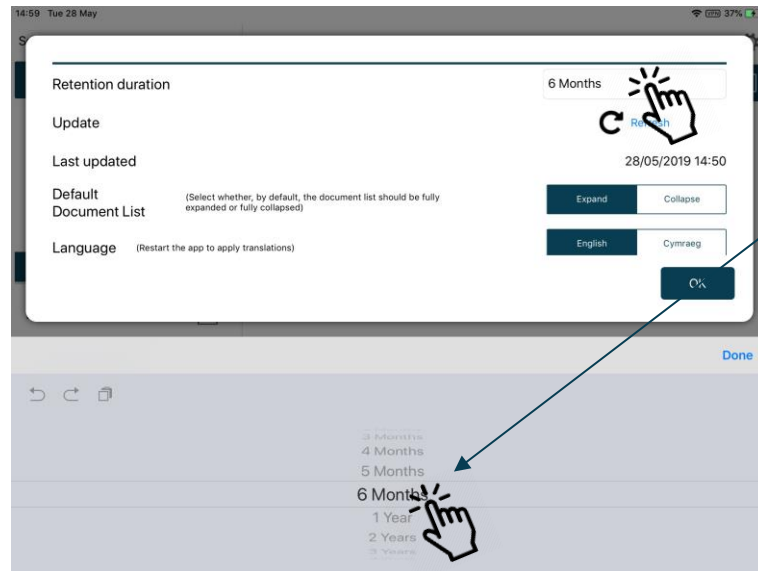 14:59 Tue 28 May
37%
S
Retention duration
6 Months
Update
Refresh
Last updated
28/05/2019 14:50
Default
Document List
(Select whether, by default, the document list should be fully
expanded or fully collapsed)
Expand
Collapse
Language
(Restart the app to apply translations)
English
Cymraeg
OK
Done
3 Months
4 Months
5 Months
6 Months
1 Year
2 Years
3 Years